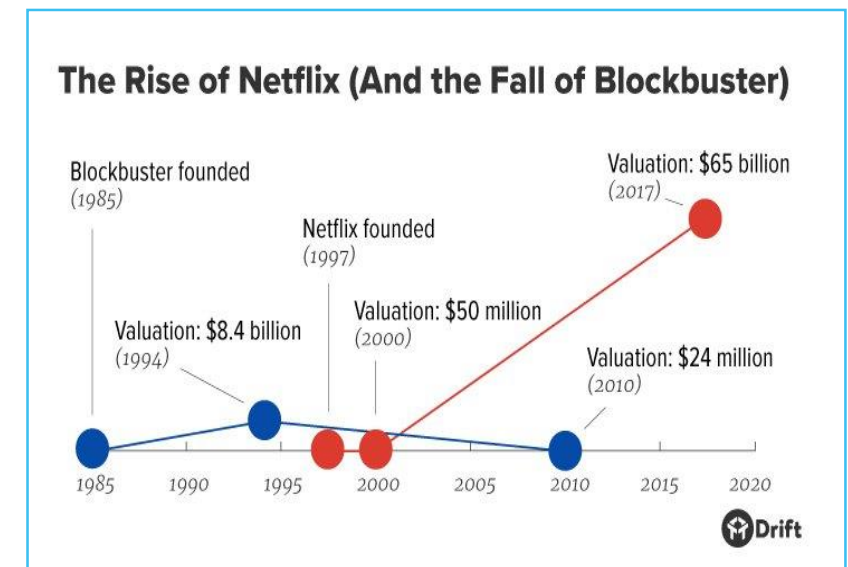 The Rise of Netflix (And the Fall of Blockbuster)
Blockbuster founded
(1985)
Netflix founded
(1997)
Valuation: $65 billion
(2017)
Valuation: $8.4 billion
(1994)
Valuation: $50 million
(2000)
Valuation: $24 million
(2010)
1985 1990 1995 2000 2005 2010 2015 2020
Drift